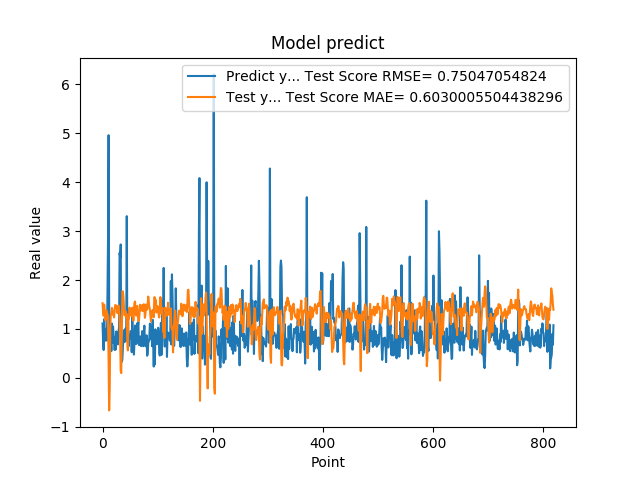 Model predict
Predict y... Test Score RMSE= 0.75047054824
Test y... Test Score MAE= 0.6030005504438296
Real value
6
5
4
3
2
1
0
−1
0 200 400 600 800
Point